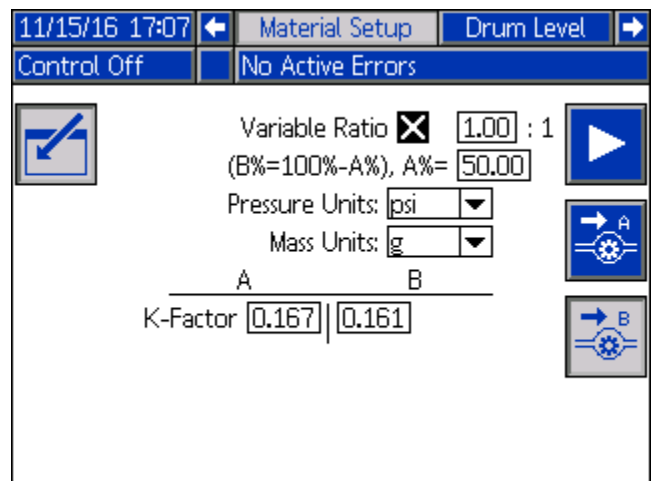 11/15/16 17:07 Material Setup Drum Level
Control Off No Active Errors
Variable Ratio 1.00 : 1
(B%=100%-A%), A%= 50.00
Pressure Units: psi
Mass Units: g
A B
K-Factor 0.167 0.161
A
B